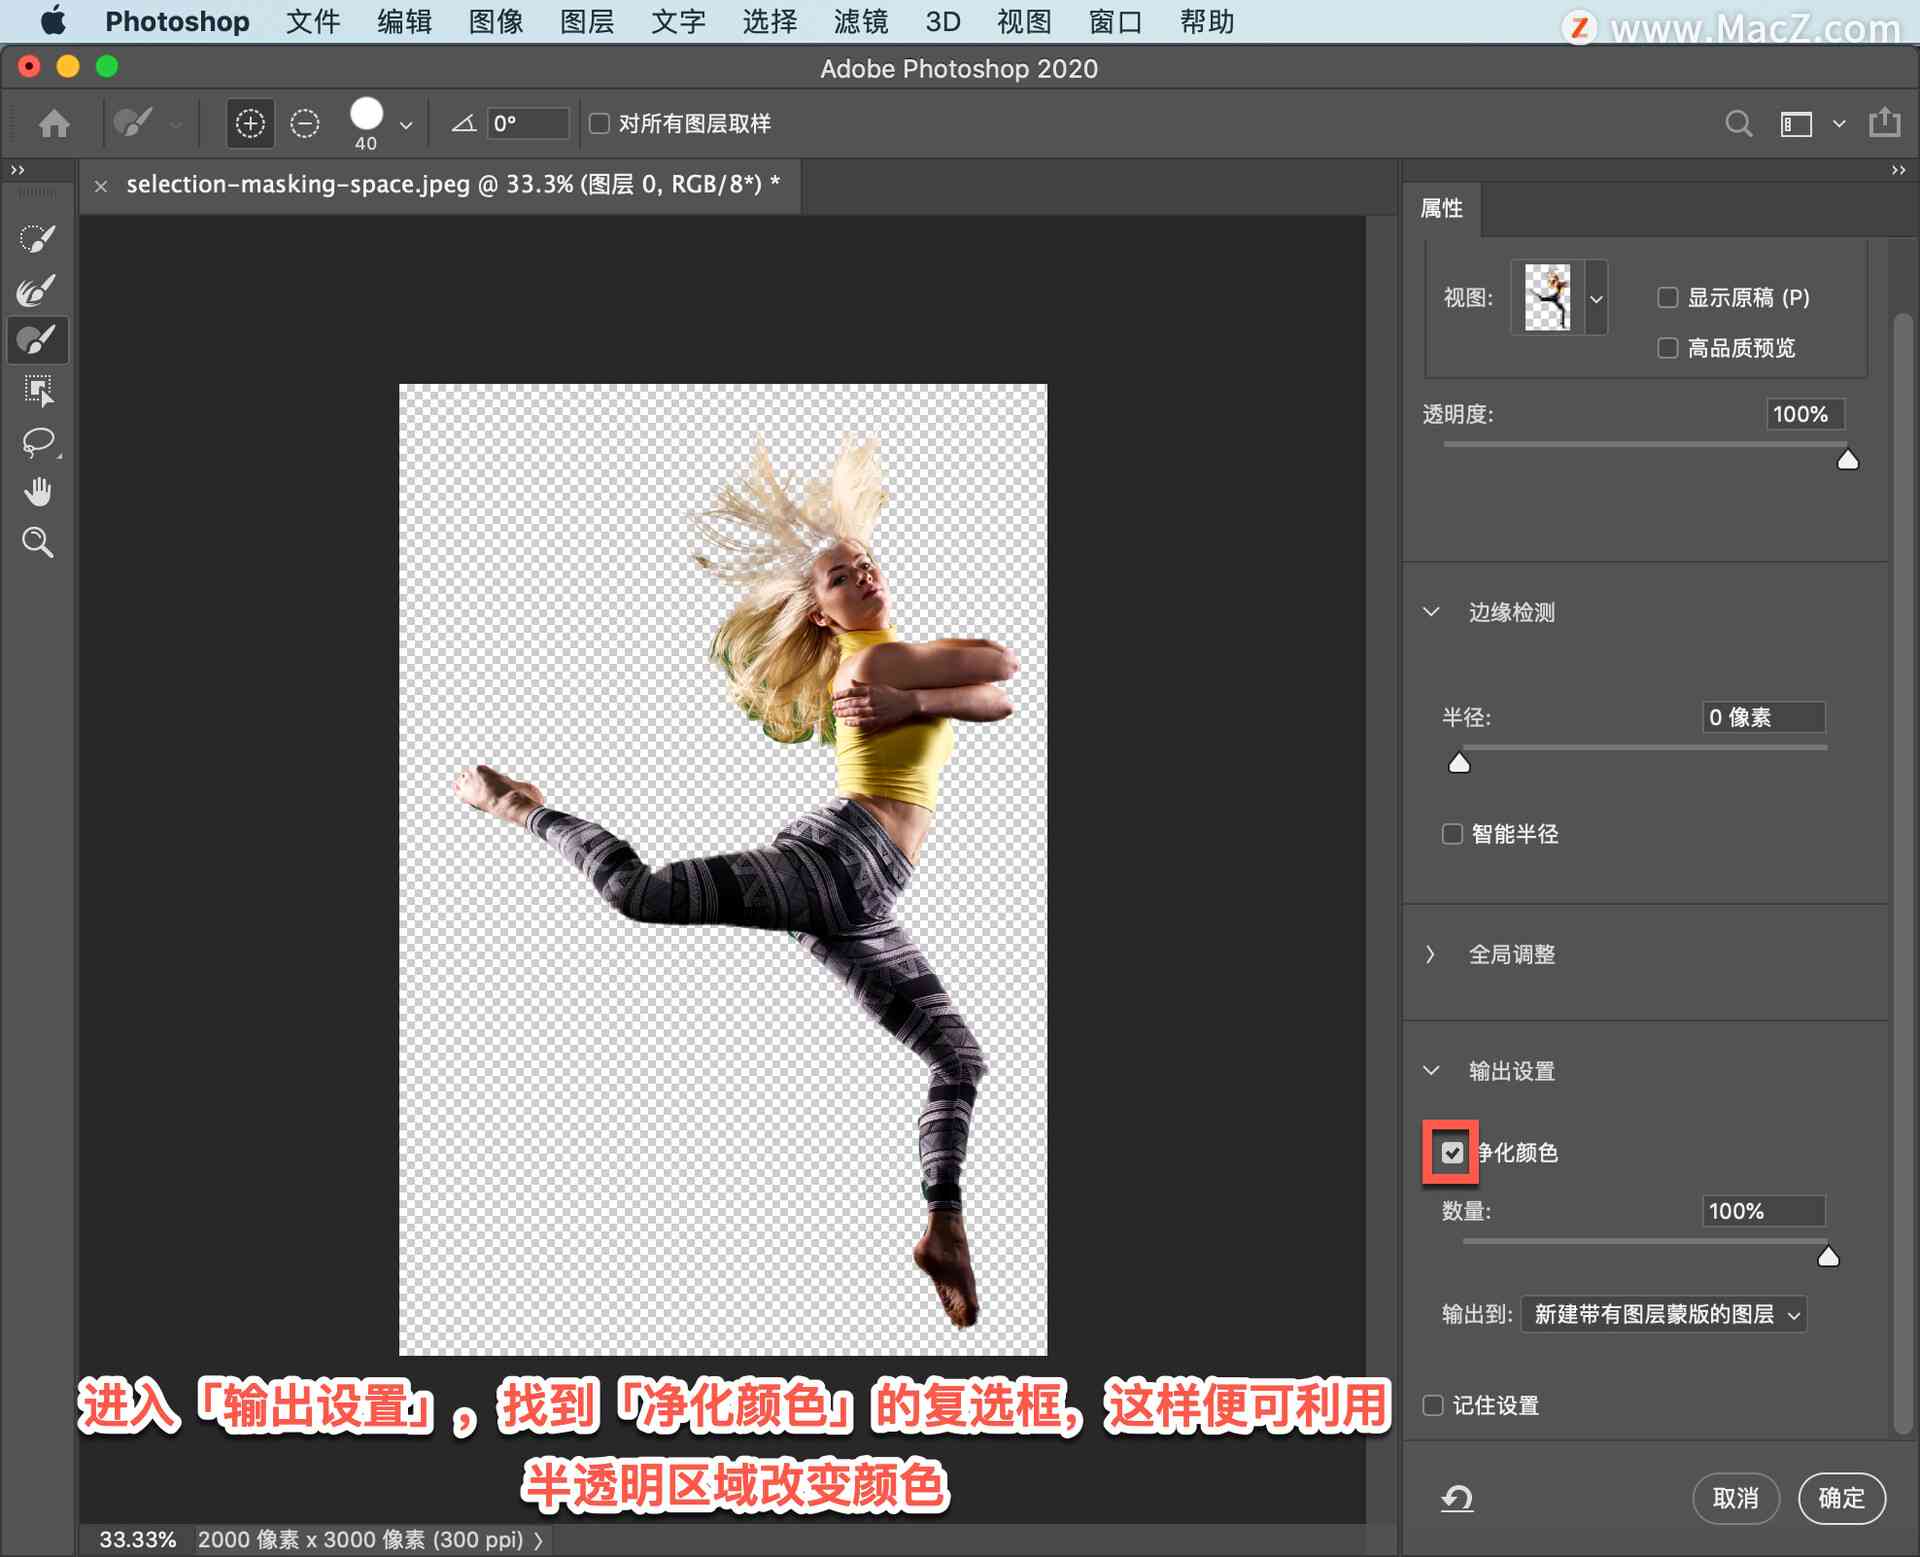 Photoshop 文件 编辑 图像 图层 文字 选择 滤镜 3D 视图 窗口 帮助
Z www.MacZ.com
Adobe Photoshop 2020
40
0°
对所有图层取样
selection-masking-space.jpeg @ 33.3% (图层 0, RGB/8*) *
属性
视图:
显示原稿 (P)
高品质预览
透明度:
100%
边缘检测
半径:
0 像素
智能半径
全局调整
输出设置
净化颜色
数量:
100%
输出到: 新建带有图层蒙版的图层
记住设置
取消
确定
进入「输出设置」，找到「净化颜色」的复选框，这样便可利用
半透明区域改变颜色
33.33% 2000 像素 x 3000 像素 (300 ppi)